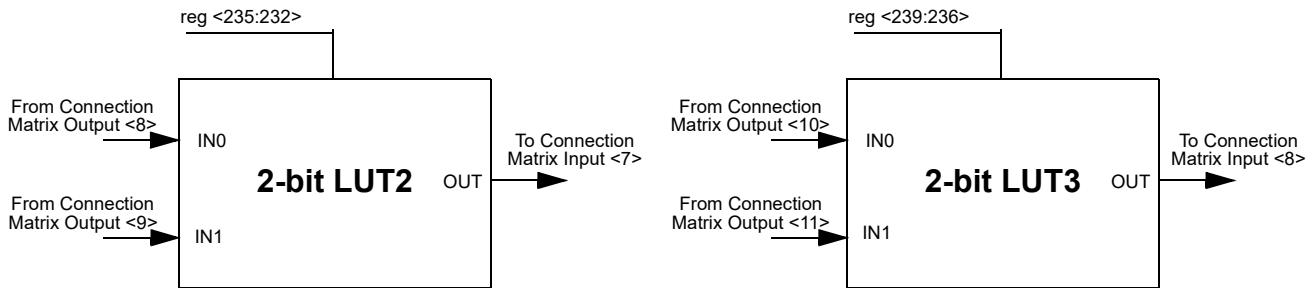 reg <235:232>
From Connection
Matrix Output <8>
IN0
2-bit LUT2
OUT
To Connection
Matrix Input <7>
From Connection
Matrix Output <9>
IN1
reg <239:236>
From Connection
Matrix Output <10>
IN0
2-bit LUT3
OUT
To Connection
Matrix Input <8>
From Connection
Matrix Output <11>
IN1